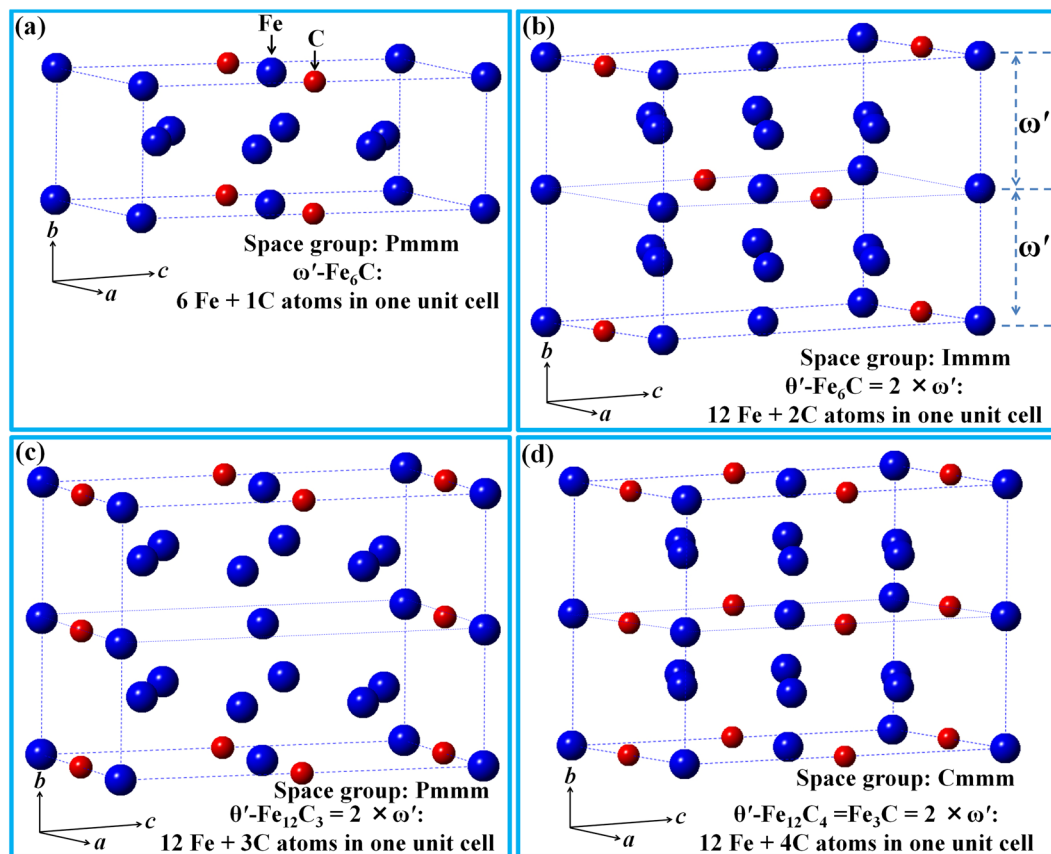 (a)
Fe
C
b
c
a
Space group: Pmmm
ω′-Fe₆C:
6 Fe + 1C atoms in one unit cell
(b)
ω′
ω′
b
c
a
Space group: Immm
θ′-Fe₆C = 2 × ω′:
12 Fe + 2C atoms in one unit cell
(c)
b
c
a
Space group: Pmmm
θ′-Fe₁₂C₃ = 2 × ω′:
12 Fe + 3C atoms in one unit cell
(d)
b
c
a
Space group: Cmmm
θ′-Fe₁₂C₄ =Fe₃C = 2 × ω′:
12 Fe + 4C atoms in one unit cell